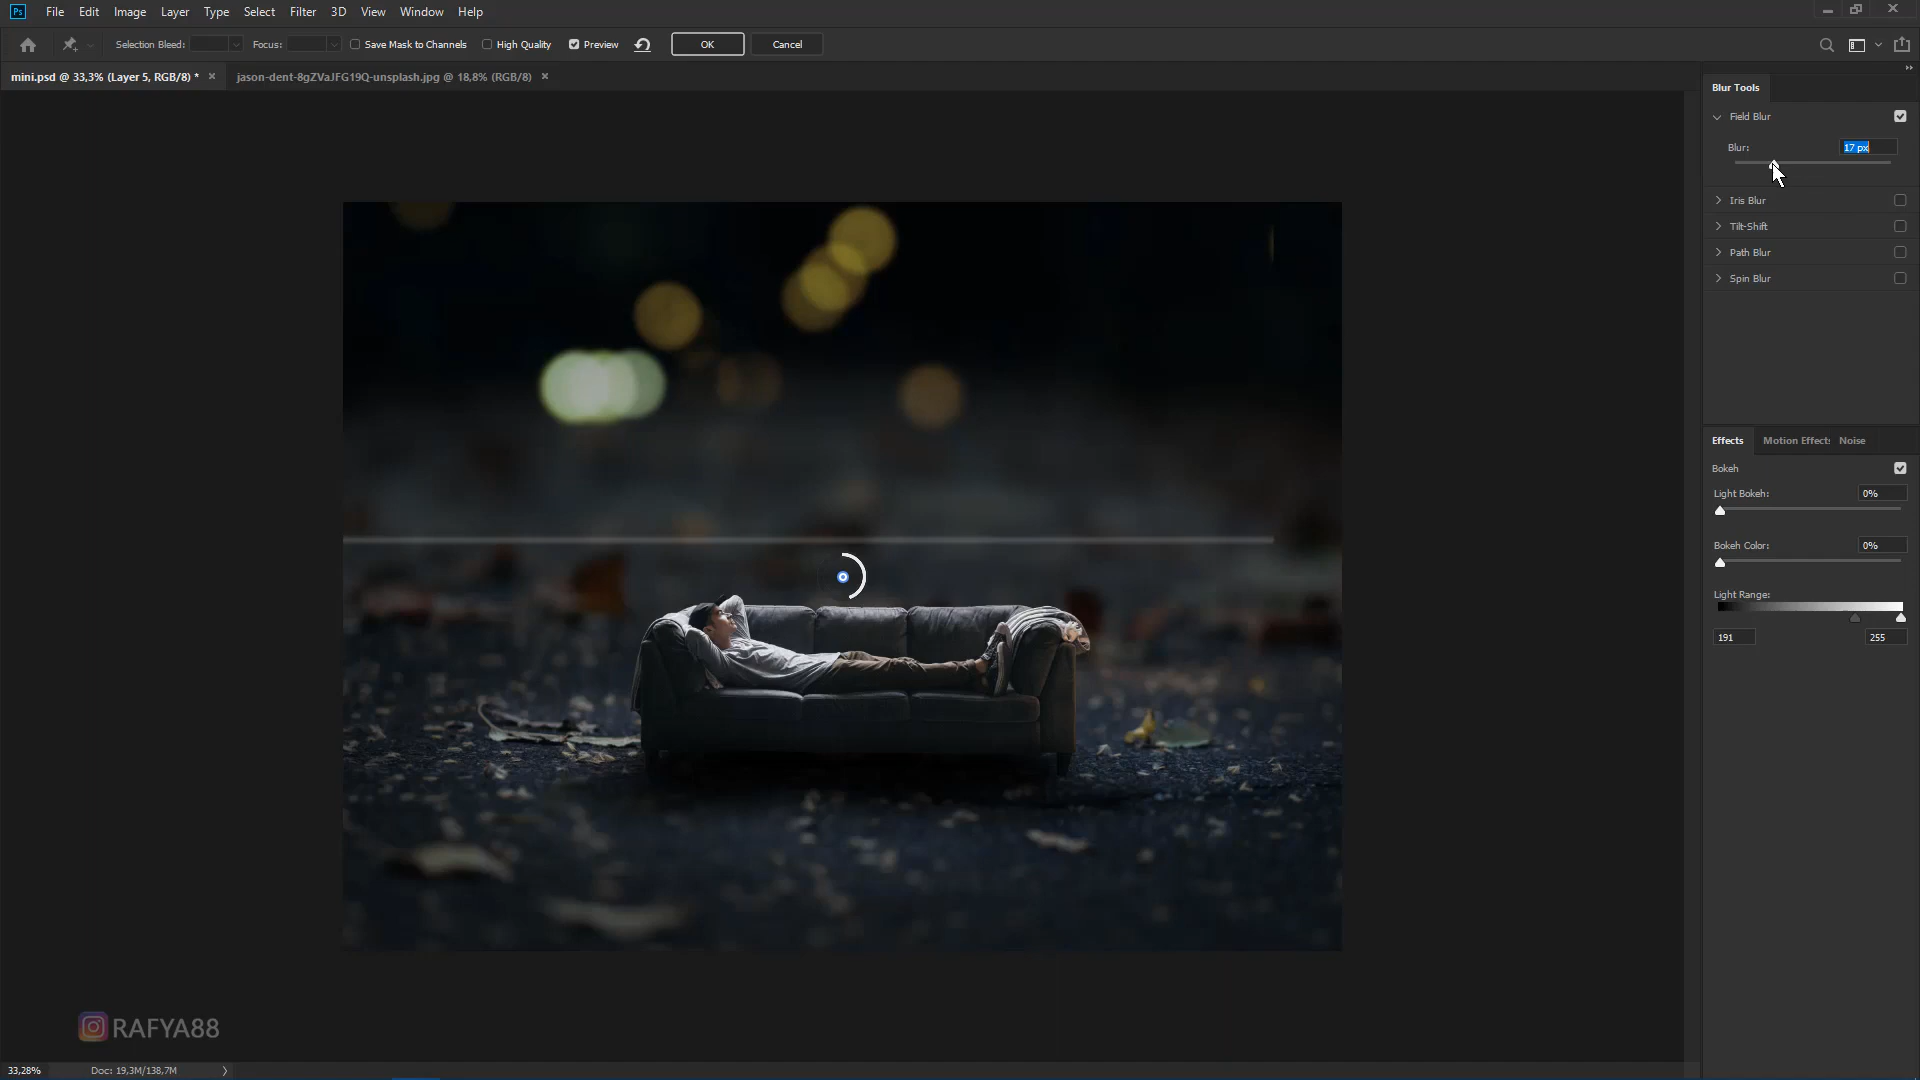 Ps File Edit Image Layer Type Select Filter 3D View Window Help
Selection Bleed: Focus: Save Mask to Channels High Quality Preview OK Cancel
mini.psd @ 33,3% (Layer 5, RGB/8) * × jason-dent-8gZVaJFG19Q-unsplash.jpg @ 18,8% (RGB/8) ×
Blur Tools
Field Blur
Blur: 17 px
Iris Blur
Tilt-Shift
Path Blur
Spin Blur
Effects Motion Effects Noise
Bokeh
Light Bokeh: 0%
Bokeh Color: 0%
Light Range:
191 255
RAFYA88
33,28% Doc: 19,3M/138,7M